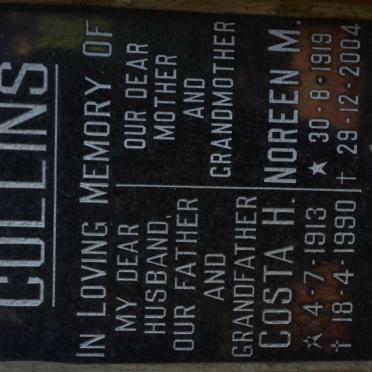 COLLINS
IN LOVING MEMORY OF
MY DEAR
HUSBAND,
OUR FATHER
AND
GRANDFATHER
COSTA H.
☆ 4-7-1913
† 18-4-1990
OUR DEAR
MOTHER
AND
GRANDMOTHER
NOREEN M.
★ 30-8-1919
† 29-12-2004